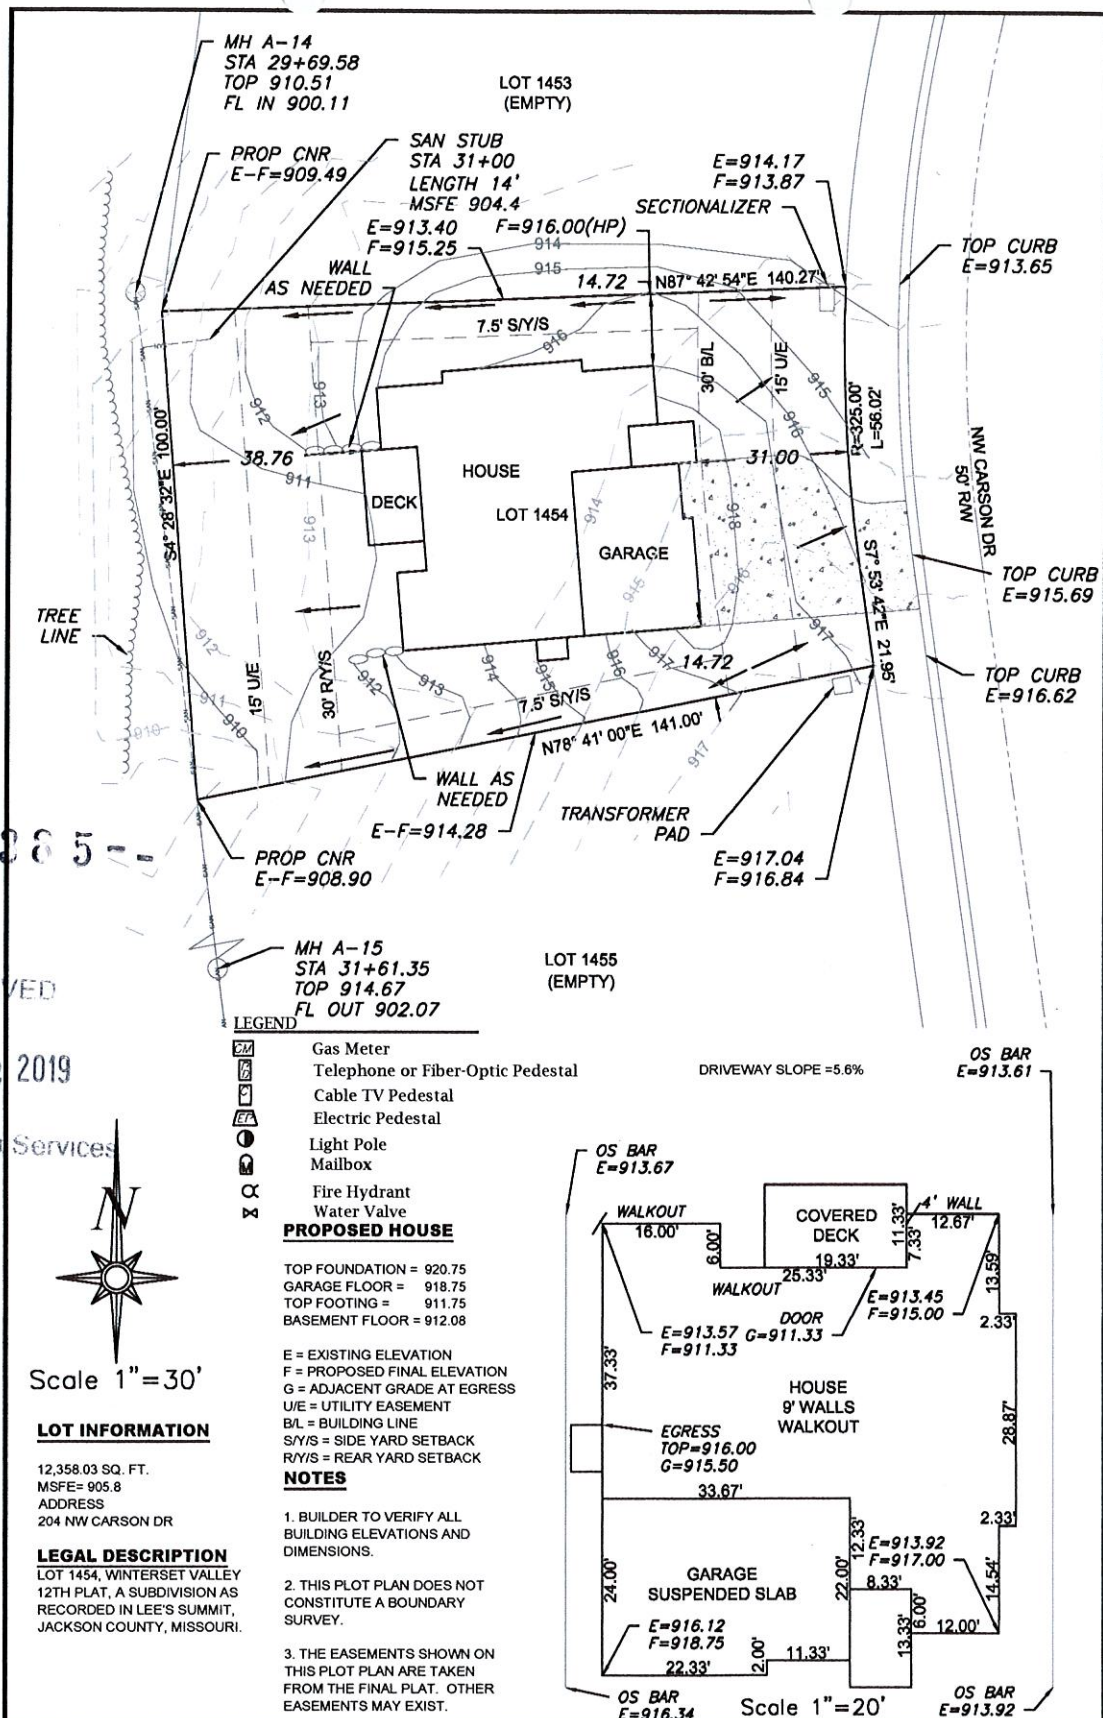 MH A-14
STA 29+69.58
TOP 910.51
FL IN 900.11
LOT 1453
(EMPTY)
PROP CNR
E-F=909.49
SAN STUB
STA 31+00
LENGTH 14'
MSFE 904.4
E=914.17
F=913.87
SECTIONALIZER
E=913.40
F=915.25
F=916.00(HP)
914
915
TOP CURB
E=913.65
WALL
AS NEEDED
14.72
N87° 42' 54"E 140.27'
7.5' S/Y/S
916
30' B/L
15' U/E
915
916
R=325.00'
L=56.02'
912
913
38.76
911
S4° 28' 32"E 100.00'
HOUSE
31.00
NW CARSON DR
50' R/W
DECK
LOT 1454
913
914
918
GARAGE
915
916
S7° 53' 42"E 21.95'
TOP CURB
E=915.69
TREE
LINE
912
917
14.72
TOP CURB
E=916.62
911
910
910
15' U/E
30' R/Y/S
912
913
914
915
916
917
7.5' S/Y/S
N78° 41' 00"E 141.00'
917
WALL AS
NEEDED
TRANSFORMER
PAD
E-F=914.28
E=917.04
F=916.84
PROP CNR
E-F=908.90
MH A-15
STA 31+61.35
TOP 914.67
FL OUT 902.07
LOT 1455
(EMPTY)
VED
2019
Services
LEGEND
GM Gas Meter
Telephone or Fiber-Optic Pedestal
C Cable TV Pedestal
EP Electric Pedestal
Light Pole
M Mailbox
Fire Hydrant
Water Valve
N
Scale 1"=30'
LOT INFORMATION
12,358.03 SQ. FT.
MSFE= 905.8
ADDRESS
204 NW CARSON DR
LEGAL DESCRIPTION
LOT 1454, WINTERSET VALLEY
12TH PLAT, A SUBDIVISION AS
RECORDED IN LEE'S SUMMIT,
JACKSON COUNTY, MISSOURI.
PROPOSED HOUSE
TOP FOUNDATION = 920.75
GARAGE FLOOR = 918.75
TOP FOOTING = 911.75
BASEMENT FLOOR = 912.08
E = EXISTING ELEVATION
F = PROPOSED FINAL ELEVATION
G = ADJACENT GRADE AT EGRESS
U/E = UTILITY EASEMENT
B/L = BUILDING LINE
S/Y/S = SIDE YARD SETBACK
R/Y/S = REAR YARD SETBACK
NOTES
1. BUILDER TO VERIFY ALL
BUILDING ELEVATIONS AND
DIMENSIONS.
2. THIS PLOT PLAN DOES NOT
CONSTITUTE A BOUNDARY
SURVEY.
3. THE EASEMENTS SHOWN ON
THIS PLOT PLAN ARE TAKEN
FROM THE FINAL PLAT. OTHER
EASEMENTS MAY EXIST.
DRIVEWAY SLOPE =5.6%
OS BAR
E=913.61
OS BAR
E=913.67
WALKOUT
16.00'
6.00'
COVERED
DECK
11.33'
7.33'
4' WALL
12.67'
19.33'
25.33'
WALKOUT
13.59'
E=913.45
F=915.00
2.33'
DOOR
G=911.33
E=913.57
F=911.33
37.33'
HOUSE
9' WALLS
WALKOUT
28.87'
EGRESS
TOP=916.00
G=915.50
33.67'
2.33'
12.33'
E=913.92
F=917.00
24.00'
GARAGE
SUSPENDED SLAB
22.00'
8.33'
14.54'
6.00'
13.33'
12.00'
E=916.12
F=918.75
22.33'
2.00'
11.33'
OS BAR
E=916.34
Scale 1"=20'
OS BAR
E=913.92